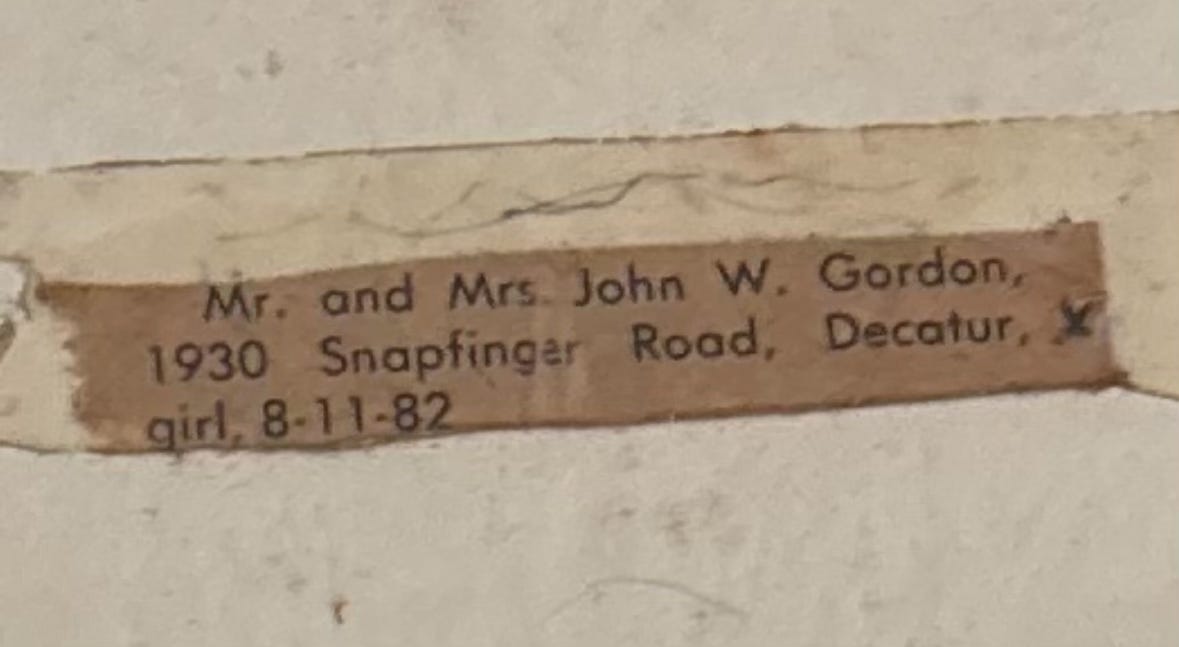 Mr. and Mrs. John W. Gordon,
1930 Snapfinger Road, Decatur, x
girl, 8-11-82